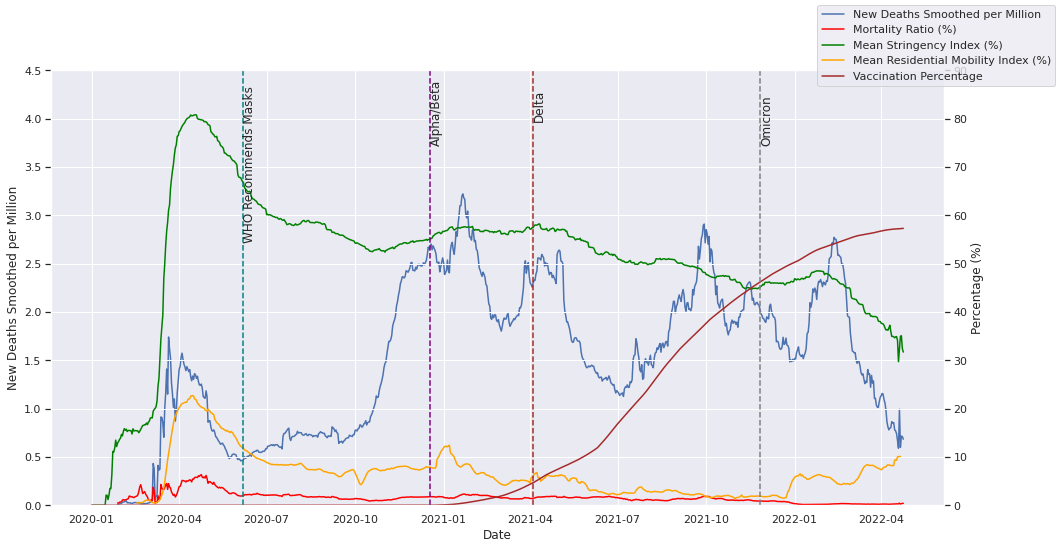 New Deaths Smoothed per Million
Mortality Ratio (%)
Mean Stringency Index (%)
Mean Residential Mobility Index (%)
Vaccination Percentage
4.5
4.0
3.5
3.0
2.5
2.0
1.5
1.0
0.5
0.0
New Deaths Smoothed per Million
WHO Recommends Masks
Alpha/Beta
Delta
Omicron
90
80
70
60
50
40
30
20
10
0
Percentage (%)
2020-01
2020-04
2020-07
2020-10
2021-01
2021-04
2021-07
2021-10
2022-01
2022-04
Date